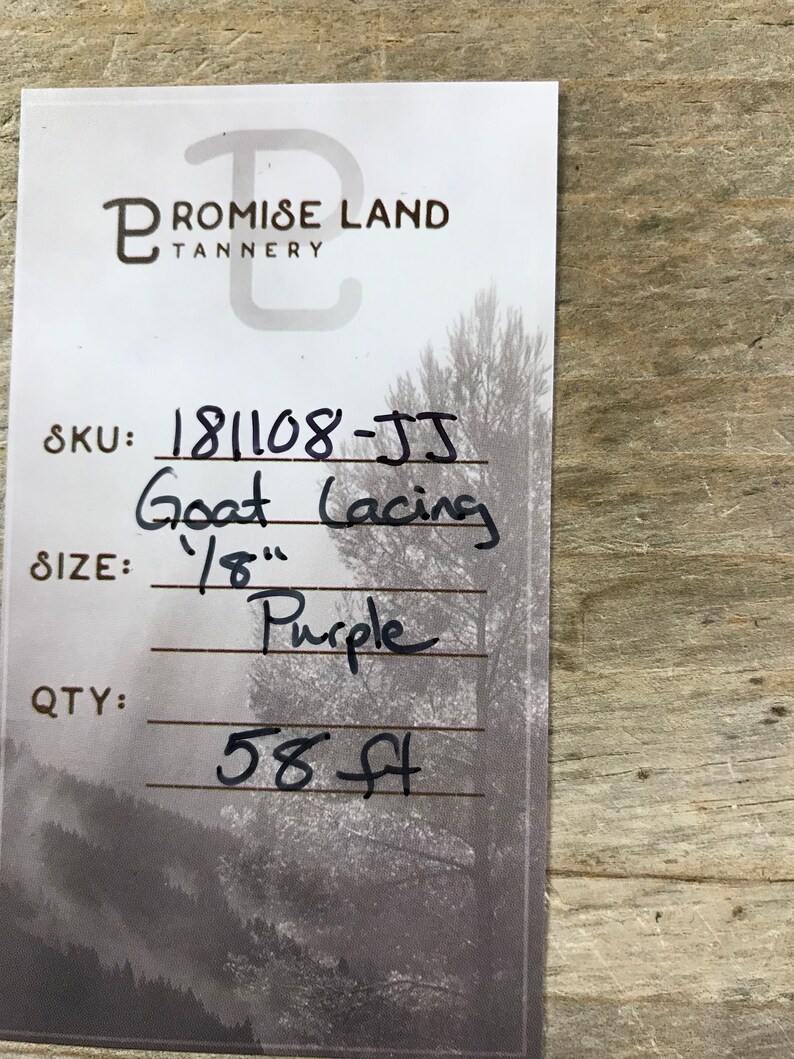 PROMISE LAND
TANNERY
SKU: 181108-JJ
Goat Lacing
SIZE: 1/8"
Purple
QTY:
58 ft